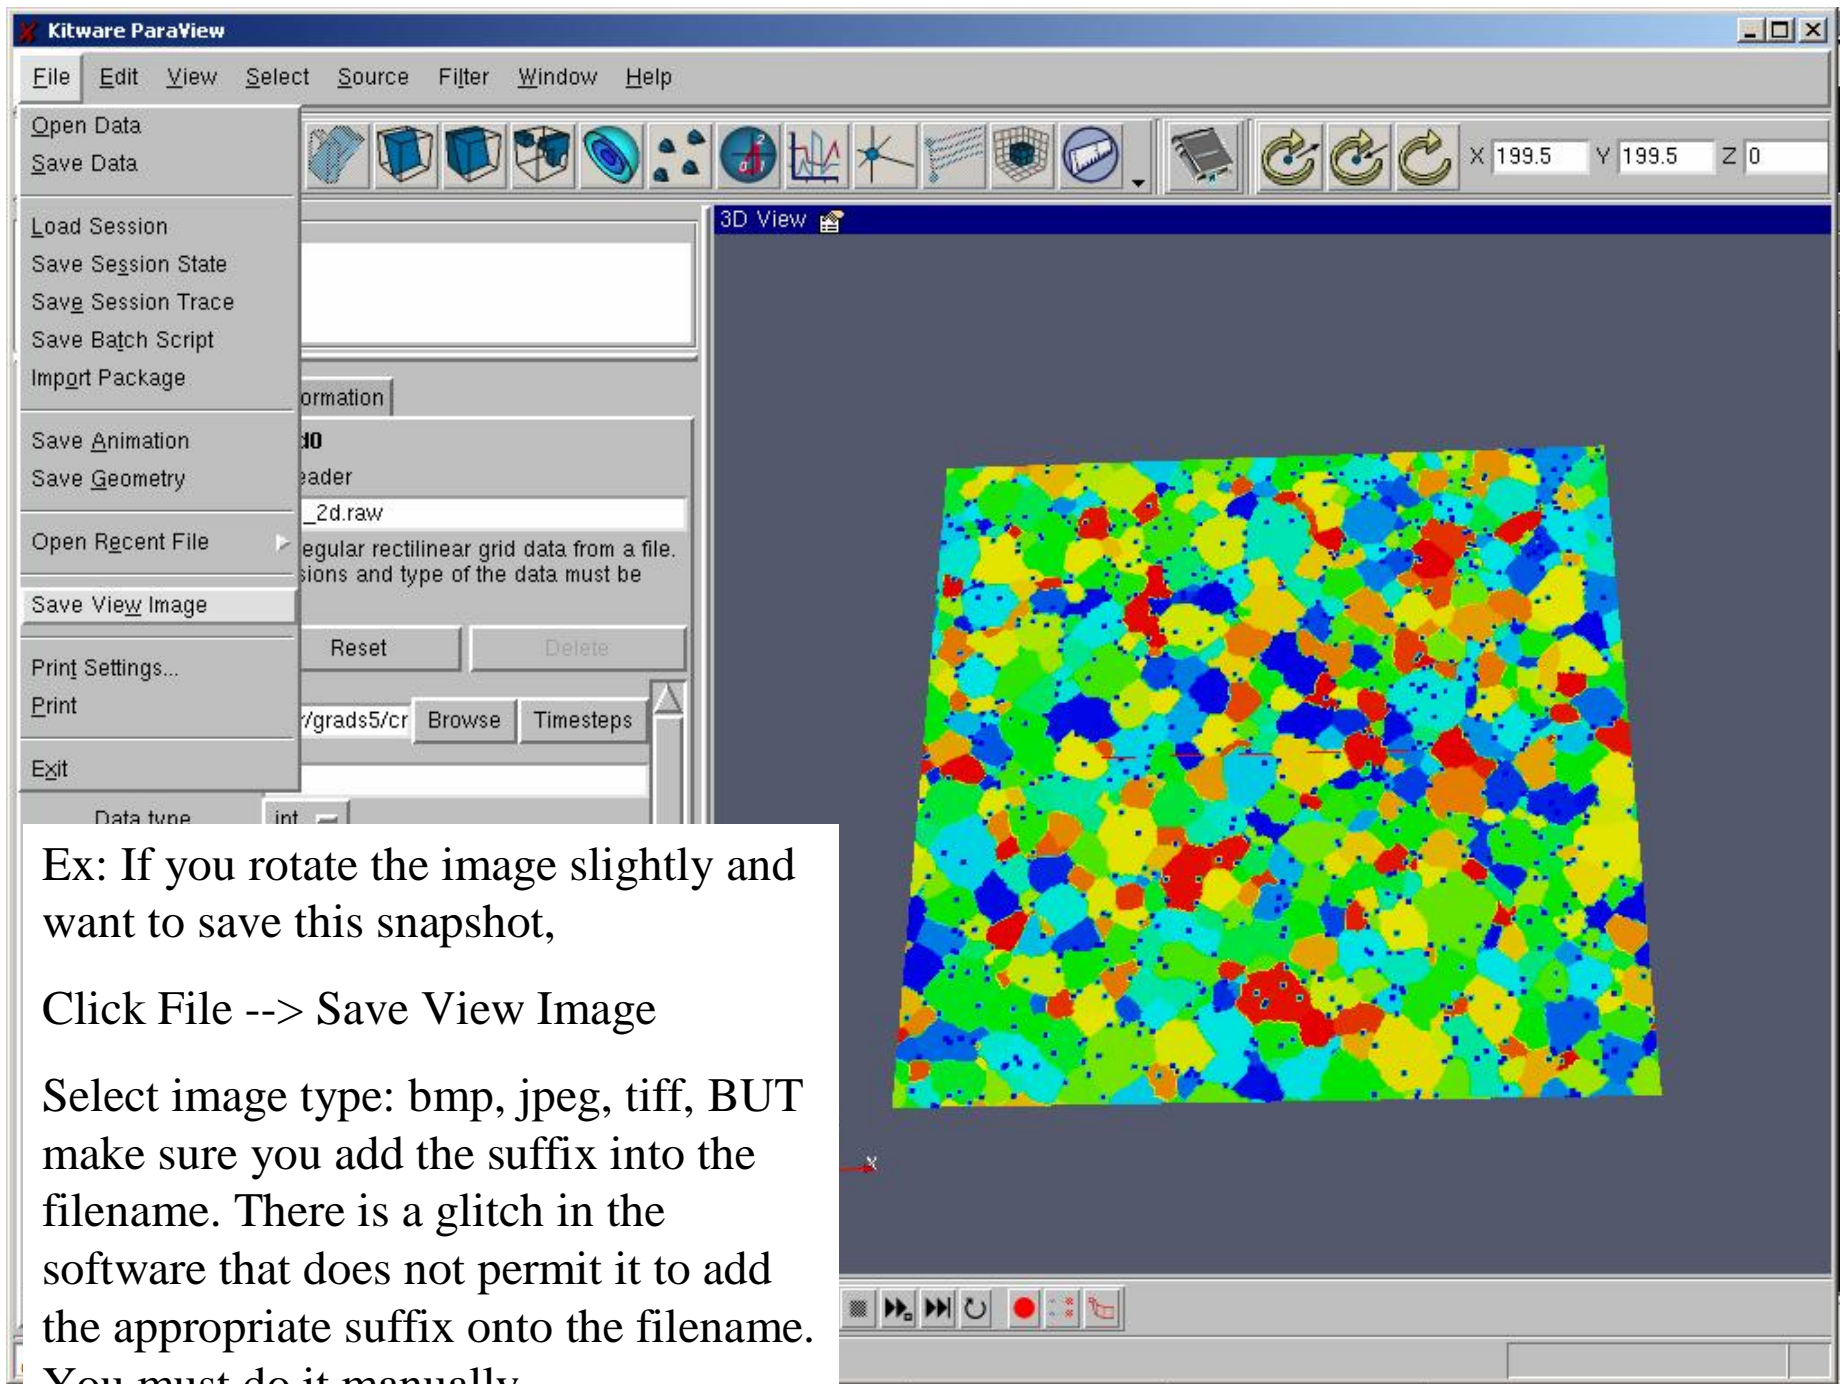 Kitware ParaView
File Edit View Select Source Filter Window Help
Open Data
Save Data
Load Session
Save Session State
Save Session Trace
Save Batch Script
Import Package
Save Animation
Save Geometry
Open Recent File
Save View Image
Print Settings...
Print
Exit
X 199.5 Y 199.5 Z 0
3D View
ormation
d0
eader
_2d.raw
egular rectilinear grid data from a file.
sions and type of the data must be
Reset Delete
r/grads5/cr Browse Timesteps
Data type int
X
Ex: If you rotate the image slightly and
want to save this snapshot,
Click File --> Save View Image
Select image type: bmp, jpeg, tiff, BUT
make sure you add the suffix into the
filename. There is a glitch in the
software that does not permit it to add
the appropriate suffix onto the filename.
You must do it manually